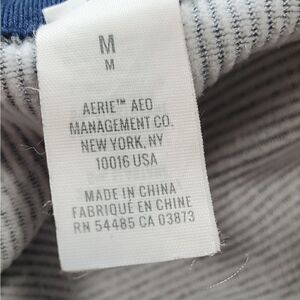 M
M
AERIE™ AEO
MANAGEMENT CO.
NEW YORK, NY
10016 USA
MADE IN CHINA
FABRIQUÉ EN CHINE
RN 54485 CA 03873